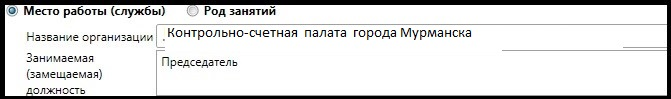 Место работы (службы) Род занятий
Название организации Контрольно-счетная палата города Мурманска
Занимаемая Председатель
(замещаемая)
должность